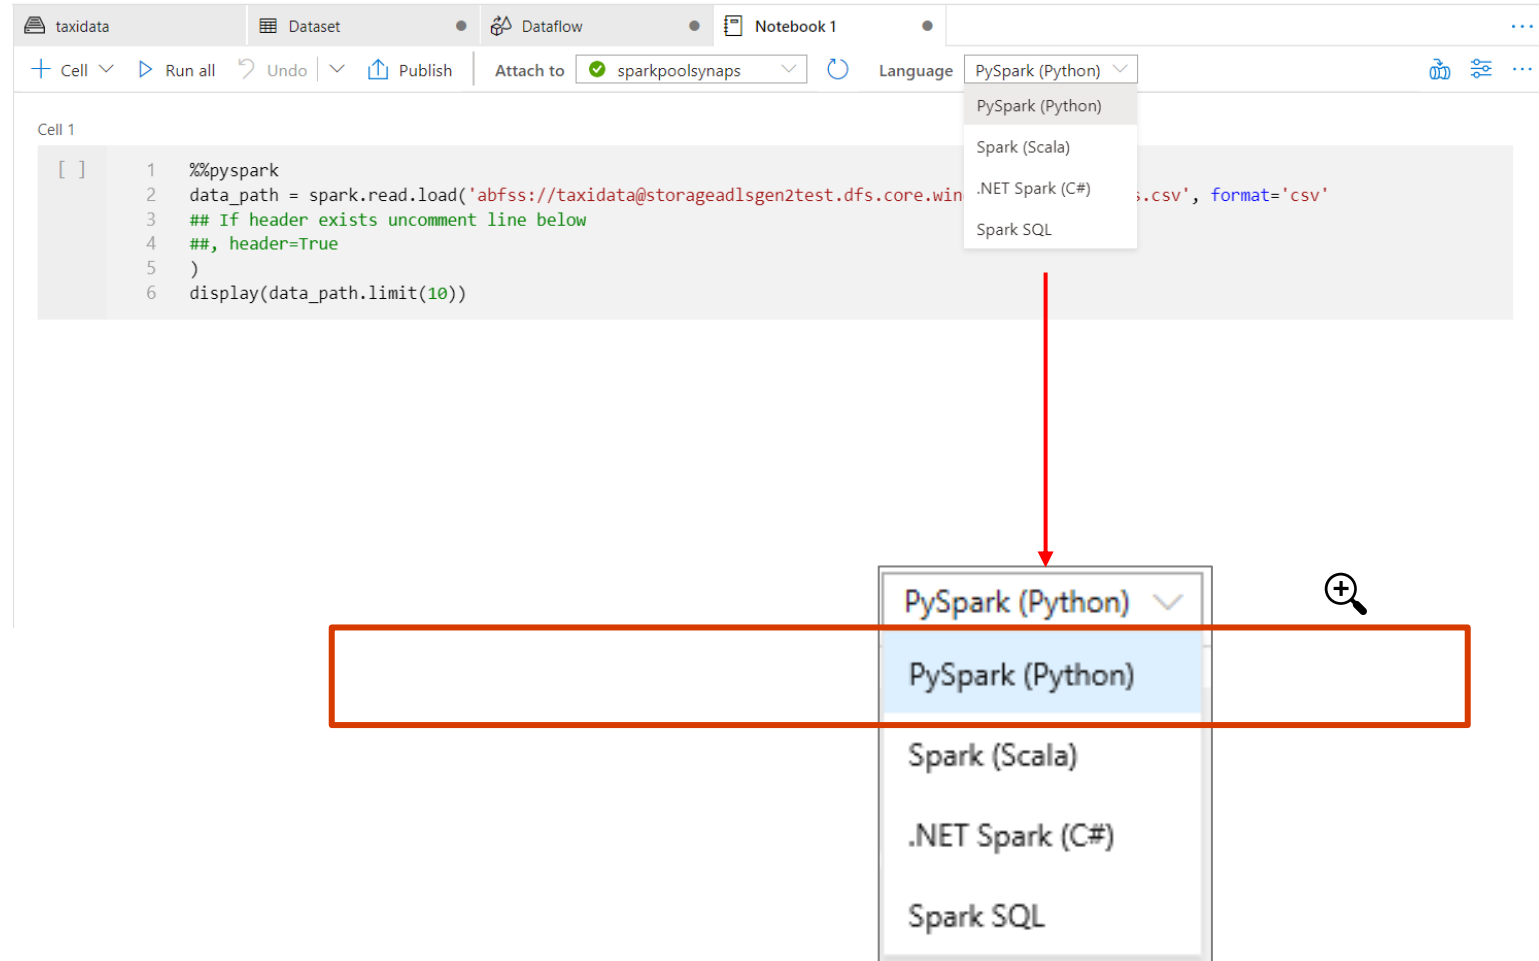 taxidata Dataset Dataflow Notebook 1 ...
Cell Run all Undo Publish Attach to sparkpoolsynaps Language PySpark (Python) ...
PySpark (Python)
Spark (Scala)
.NET Spark (C#)
Spark SQL
Cell 1
[ ]
1 %%pyspark
2 data_path = spark.read.load('abfss://taxidata@storageadlsgen2test.dfs.core.win s.csv', format='csv'
3 ## If header exists uncomment line below
4 ##, header=True
5 )
6 display(data_path.limit(10))
PySpark (Python)
PySpark (Python)
Spark (Scala)
.NET Spark (C#)
Spark SQL